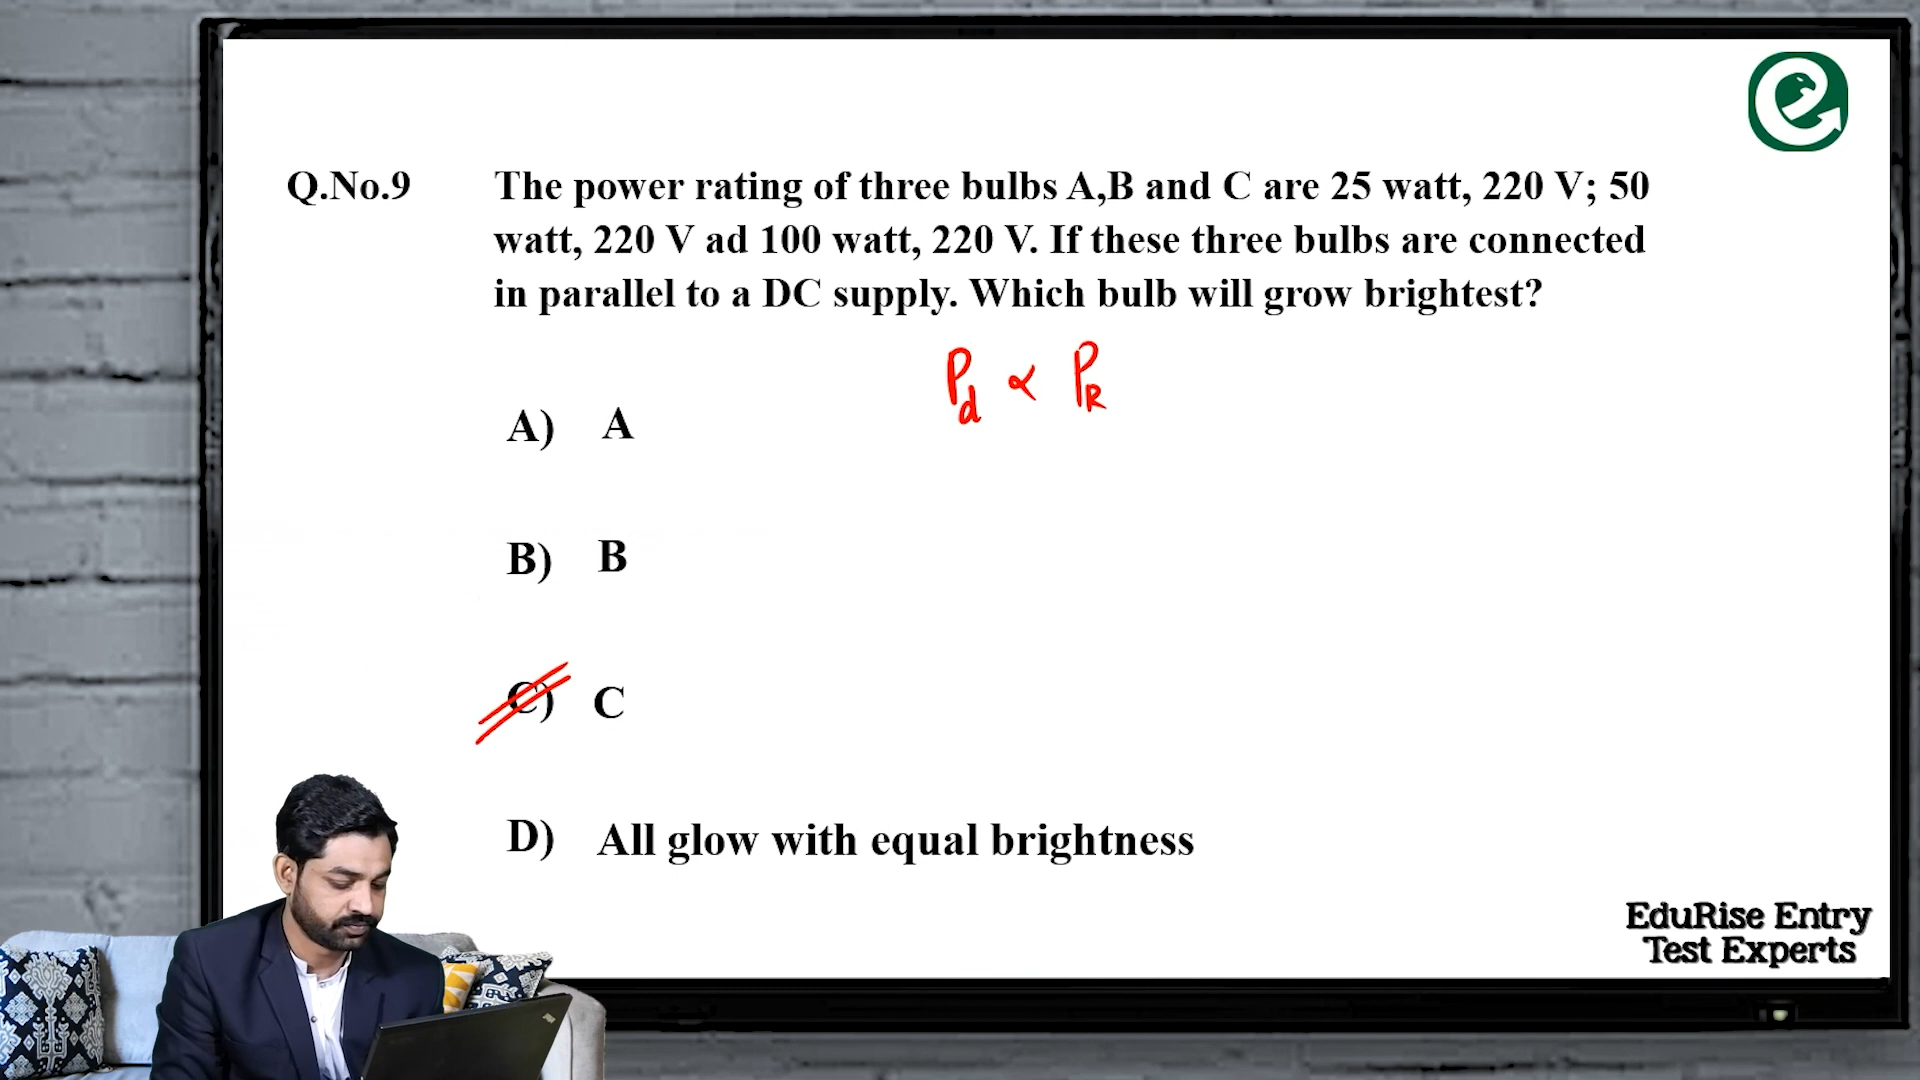 Q.No.9 The power rating of three bulbs A,B and C are 25 watt, 220 V; 50
watt, 220 V ad 100 watt, 220 V. If these three bulbs are connected
in parallel to a DC supply. Which bulb will grow brightest?
Pd ∝ PR
A) A
B) B
C) C
D) All glow with equal brightness
EduRise Entry
Test Experts